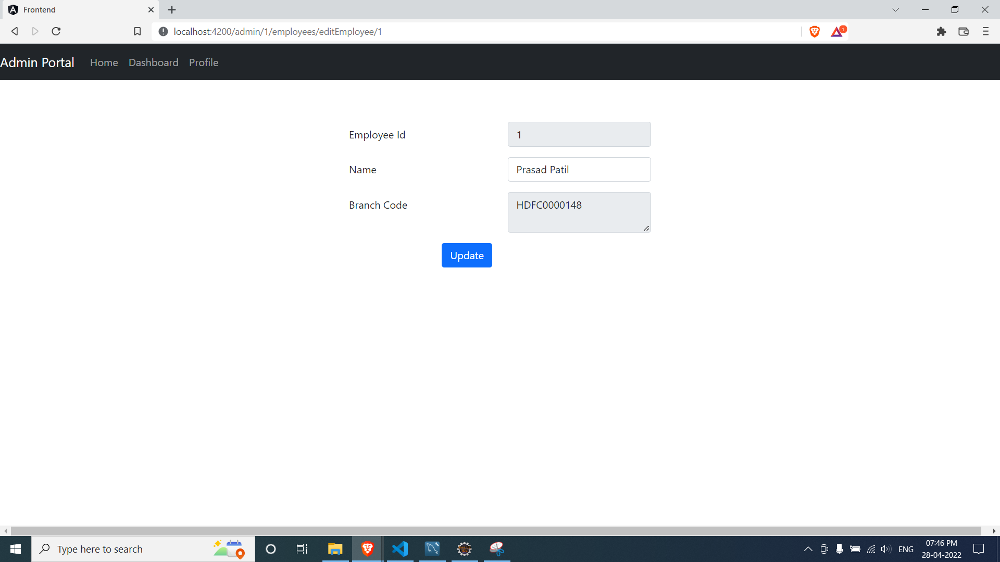 Frontend
localhost:4200/admin/1/employees/editEmployee/1
1
Admin Portal Home Dashboard Profile
Employee Id 1
Name Prasad Patil
Branch Code HDFC0000148
Update
Type here to search
ENG
07:46 PM
28-04-2022